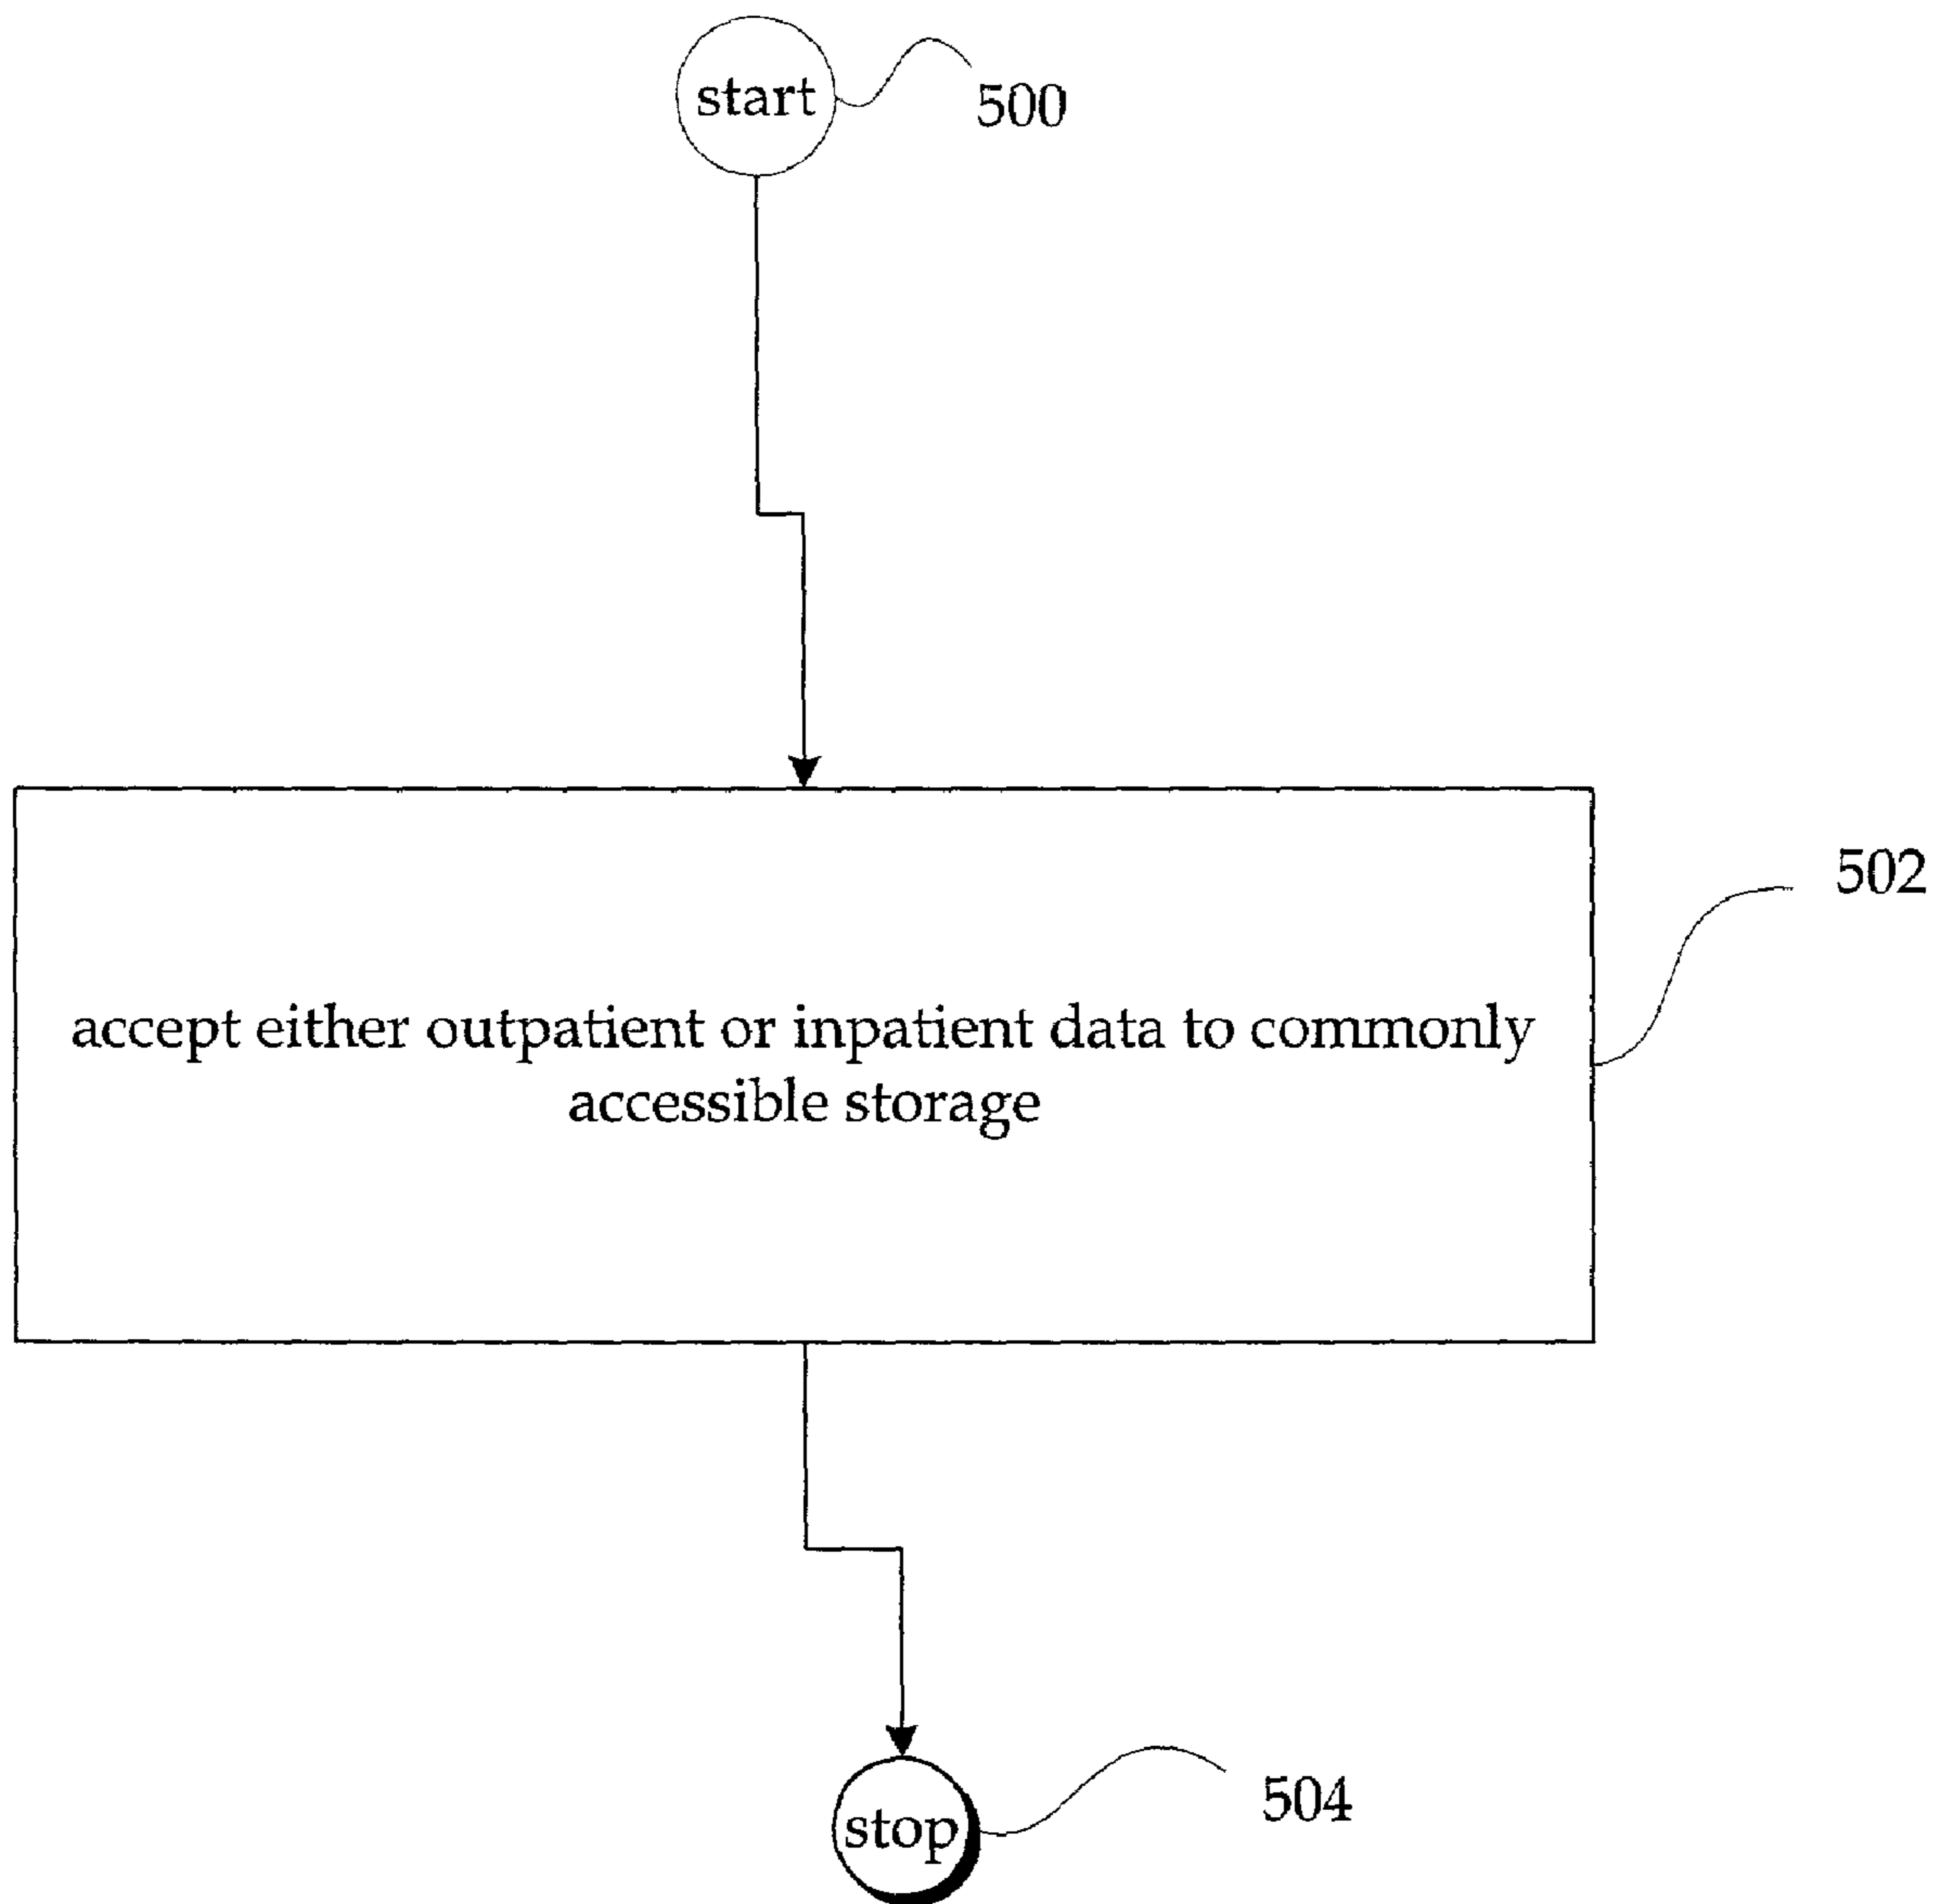 start
500
502
accept either outpatient or inpatient data to commonly
accessible storage
504
stop